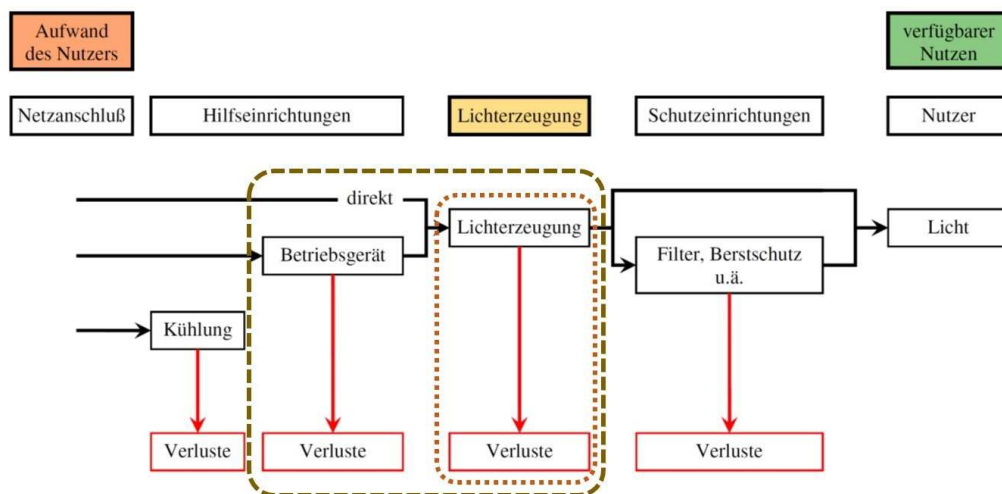 Aufwand
des Nutzers
verfügbarer
Nutzen
Netzanschluß
Hilfseinrichtungen
Lichterzeugung
Schutzeinrichtungen
Nutzer
direkt
Lichterzeugung
Licht
Betriebsgerät
Filter, Berstschutz
u.ä.
Kühlung
Verluste
Verluste
Verluste
Verluste